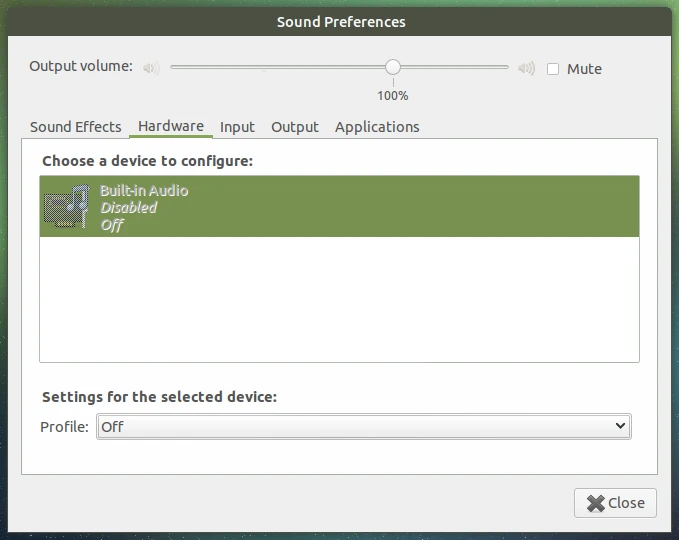 Sound Preferences
Output volume:
Mute
100%
Sound Effects Hardware Input Output Applications
Choose a device to configure:
Built-in Audio
Disabled
Off
Settings for the selected device:
Profile: Off
Close